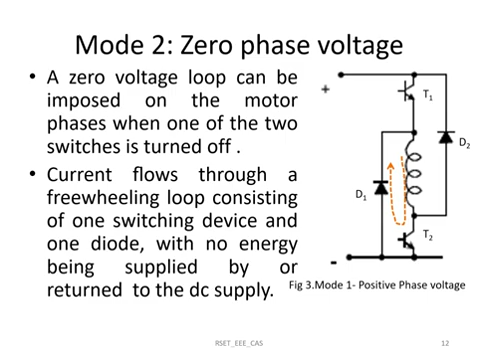 Mode 2: Zero phase voltage
• A zero voltage loop can be
imposed on the motor
phases when one of the two
switches is turned off .
• Current flows through a
freewheeling loop consisting
of one switching device and
one diode, with no energy
being supplied by or
returned to the dc supply.
+
T1
D2
D1
T2
-
Fig 3.Mode 1- Positive Phase voltage
RSET_EEE_CAS
12